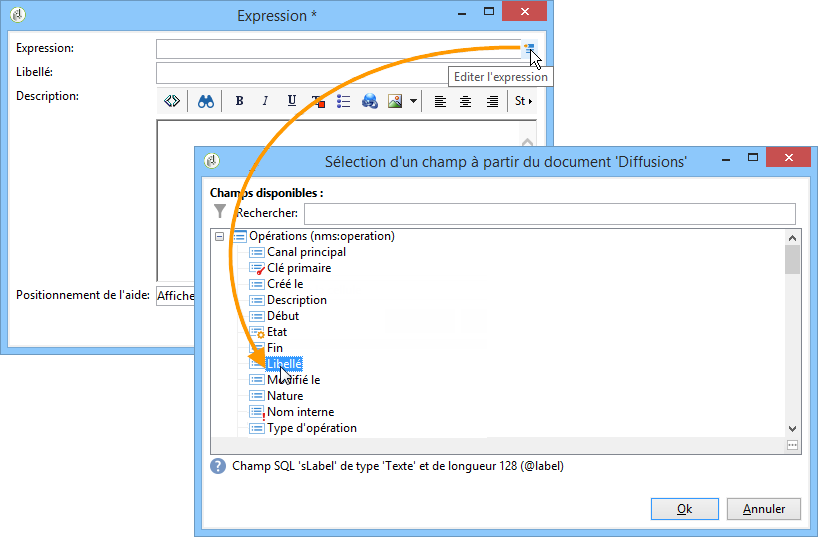 Expression *
Expression:
Editer l'expression
Libellé:
Description:
B I U St
Positionnement de l'aide: Affiche
Sélection d'un champ à partir du document 'Diffusions'
Champs disponibles :
Rechercher:
Opérations (nms:operation)
Canal principal
Clé primaire
Créé le
Description
Début
Etat
Fin
Libellé
Modifié le
Nature
Nom interne
Type d'opération
Champ SQL 'sLabel' de type 'Texte' et de longueur 128 (@label)
Ok Annuler